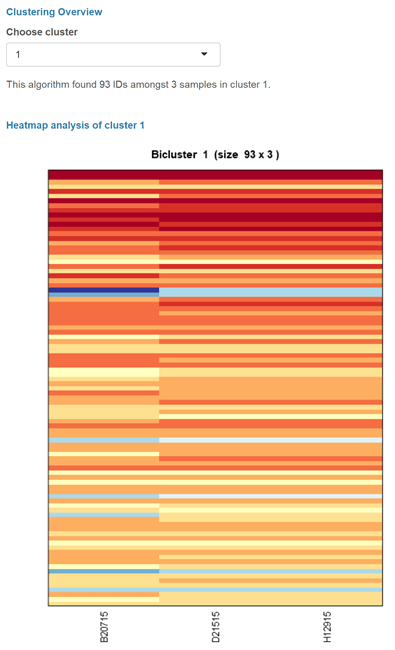 Clustering Overview
Choose cluster
1
This algorithm found 93 IDs amongst 3 samples in cluster 1.
Heatmap analysis of cluster 1
Bicluster 1 (size 93 x 3 )
B20715
D21515
H12915